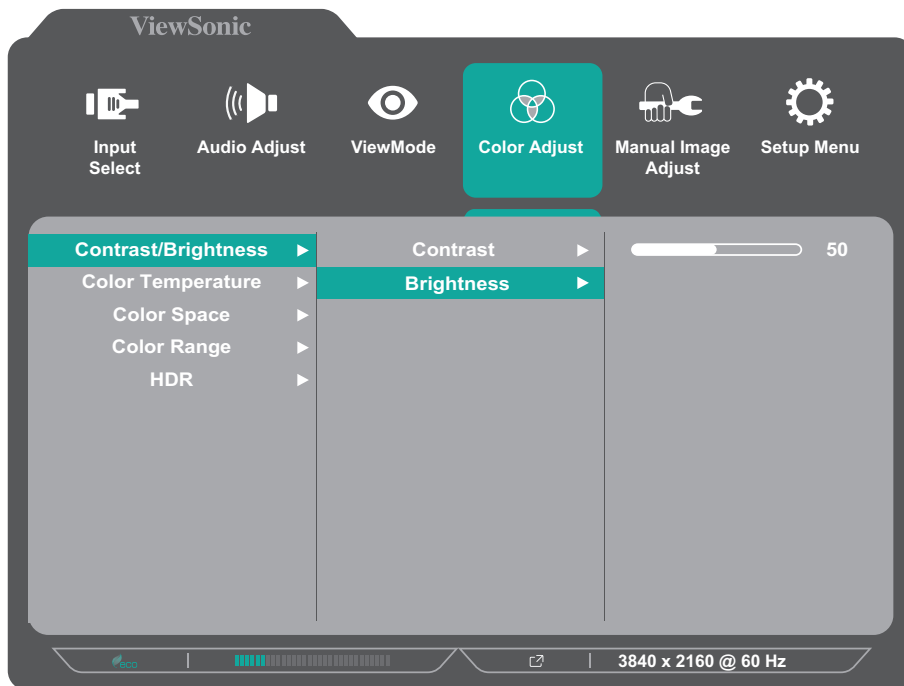 ViewSonic
Input
Select
Audio Adjust
ViewMode
Color Adjust
Manual Image
Adjust
Setup Menu
Contrast/Brightness
Color Temperature
Color Space
Color Range
HDR
Contrast
Brightness
50
eco
3840 x 2160 @ 60 Hz